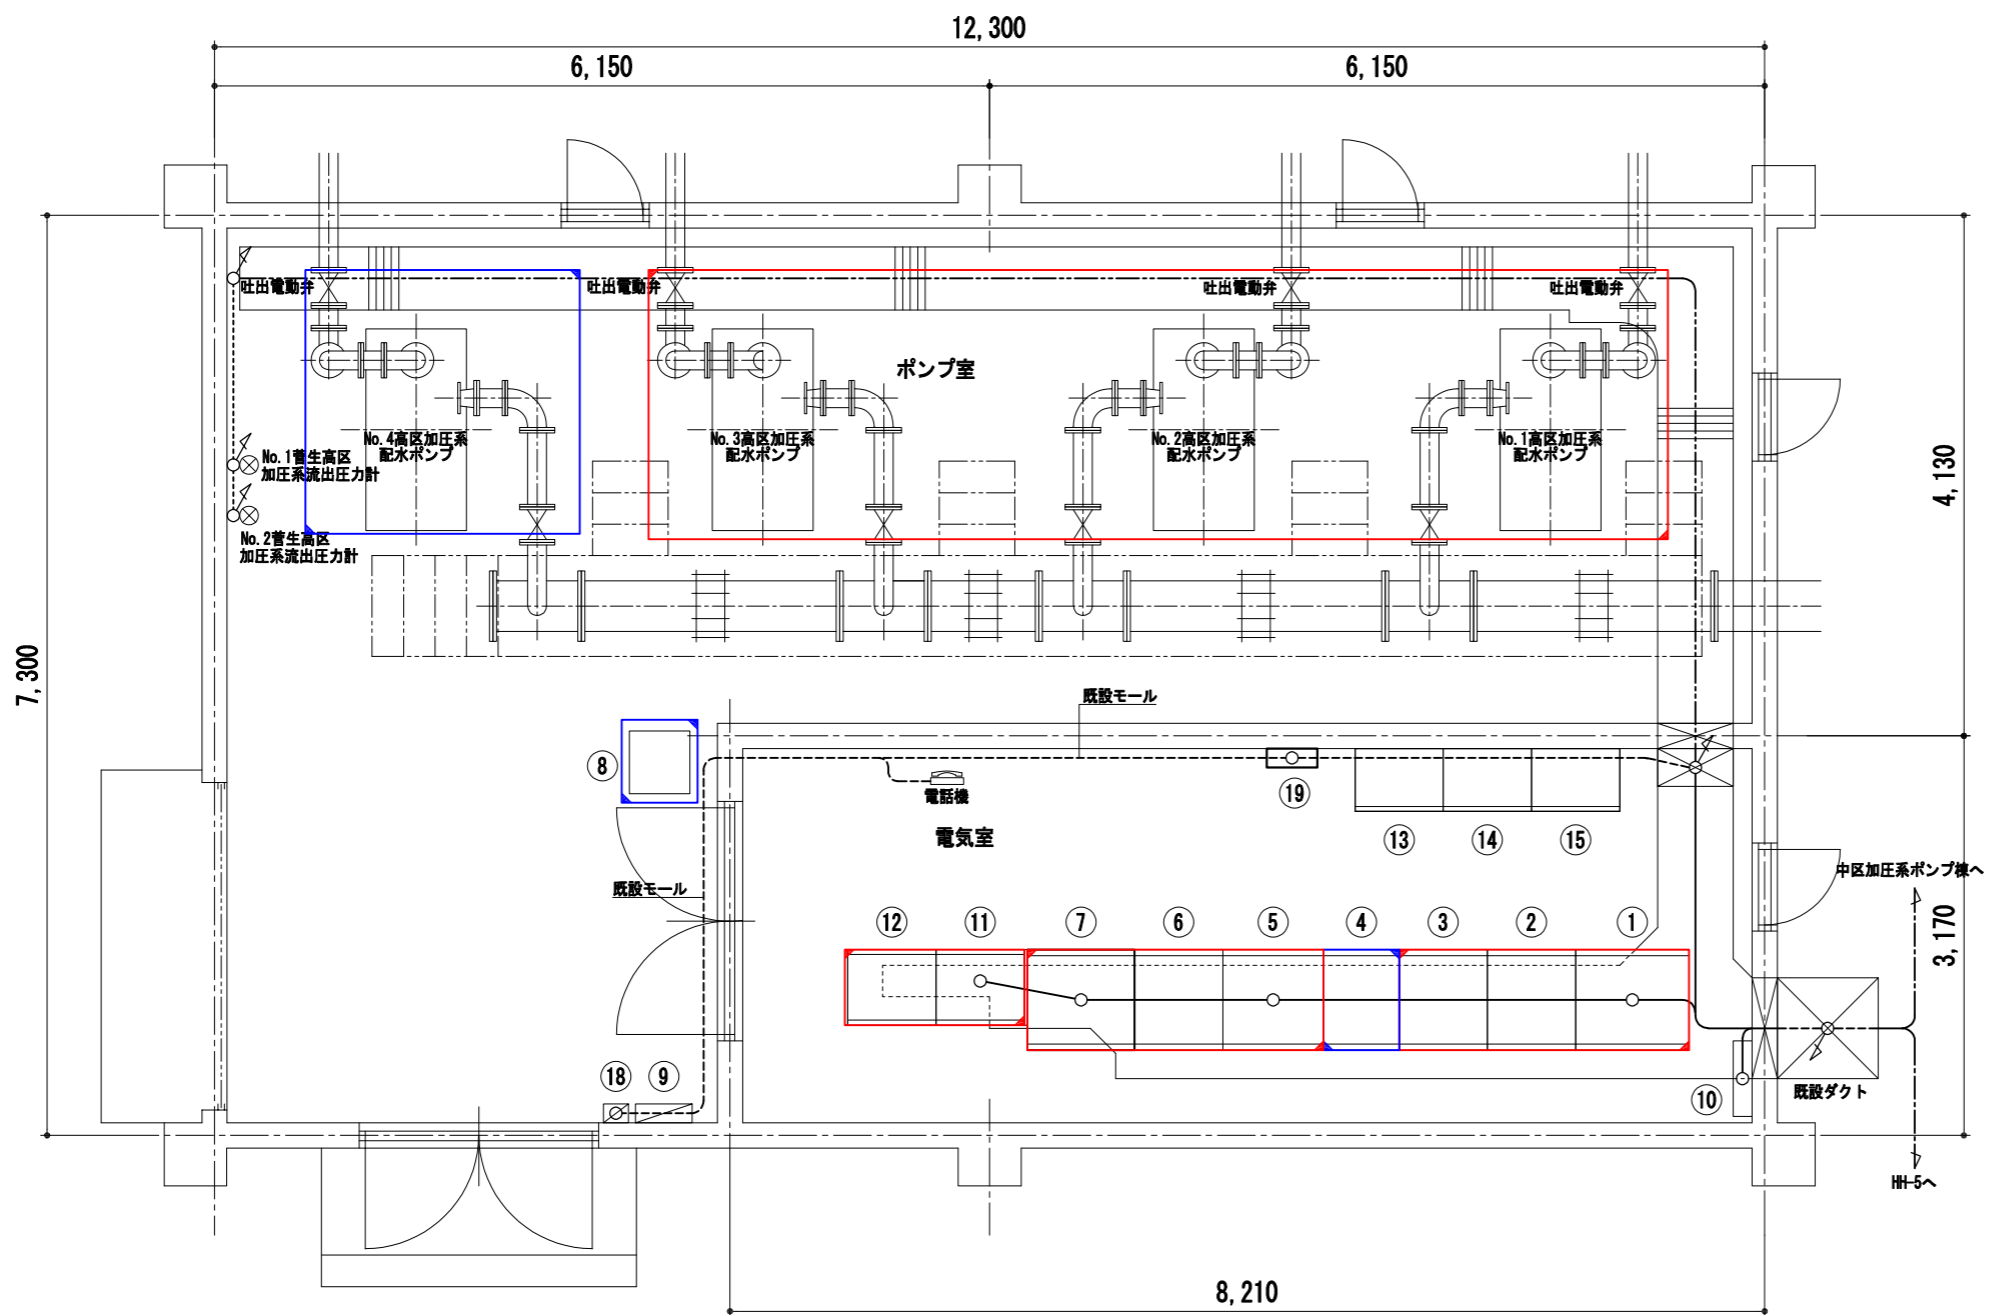 12,300
6,150
6,150
吐出電動弁
吐出電動弁
吐出電動弁
吐出電動弁
ポンプ室
No.4高区加圧系
配水ポンプ
No.3高区加圧系
配水ポンプ
No.2高区加圧系
配水ポンプ
No.1高区加圧系
配水ポンプ
No.1菅生高区
加圧系流出圧力計
No.2菅生高区
加圧系流出圧力計
4,130
7,300
既設モール
⑧
電話機
⑲
電気室
⑬
⑭
⑮
中区加圧系ポンプ棟へ
既設モール
⑫
⑪
⑦
⑥
⑤
④
③
②
①
3,170
⑱
⑨
⑩
既設ダクト
HH-5へ
8,210